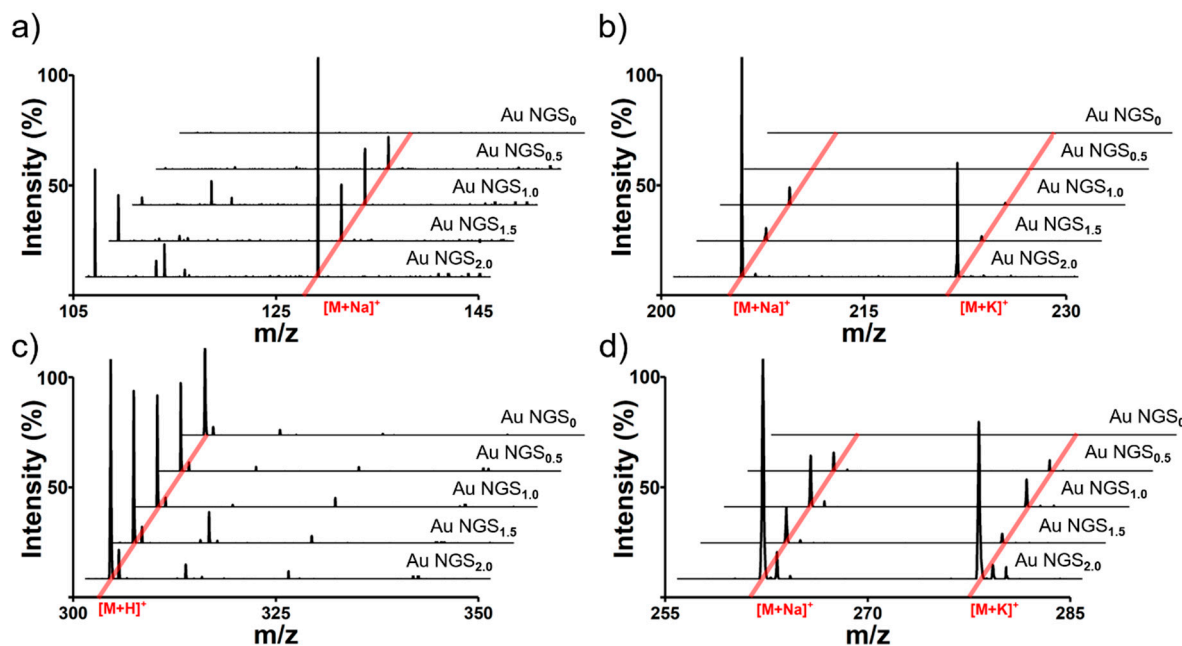 a)
Intensity (%)
100
50
Au NGS0
Au NGS0.5
Au NGS1.0
Au NGS1.5
Au NGS2.0
105
125
145
[M+Na]+
m/z
b)
Intensity (%)
100
50
Au NGS0
Au NGS0.5
Au NGS1.0
Au NGS1.5
Au NGS2.0
200
215
230
[M+Na]+
[M+K]+
m/z
c)
Intensity (%)
100
50
Au NGS0
Au NGS0.5
Au NGS1.0
Au NGS1.5
Au NGS2.0
300
325
350
[M+H]+
m/z
d)
Intensity (%)
100
50
Au NGS0
Au NGS0.5
Au NGS1.0
Au NGS1.5
Au NGS2.0
255
270
285
[M+Na]+
[M+K]+
m/z